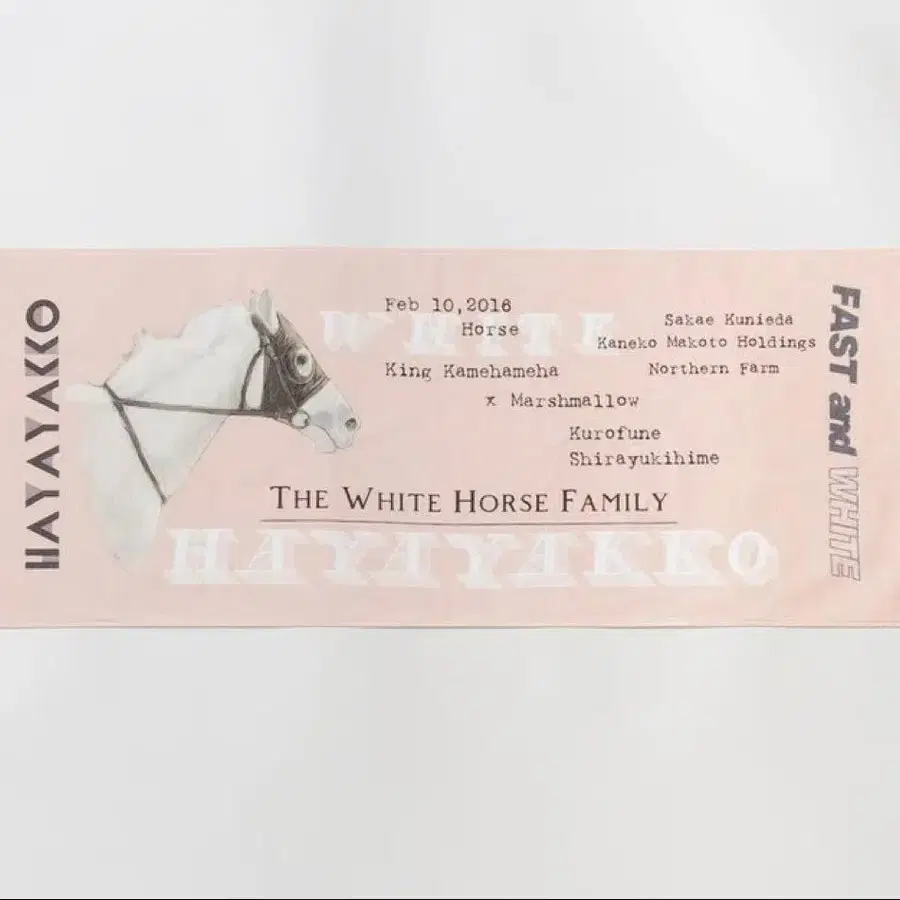 HAYAYAKKO
WHITE
Feb 10,2016
Horse
King Kamehameha
x Marshmallow
Kurofune
Shirayukihime
Sakae Kunieda
Kaneko Makoto Holdings
Northern Farm
THE WHITE HORSE FAMILY
HAYAYAKKO
FAST and WHITE